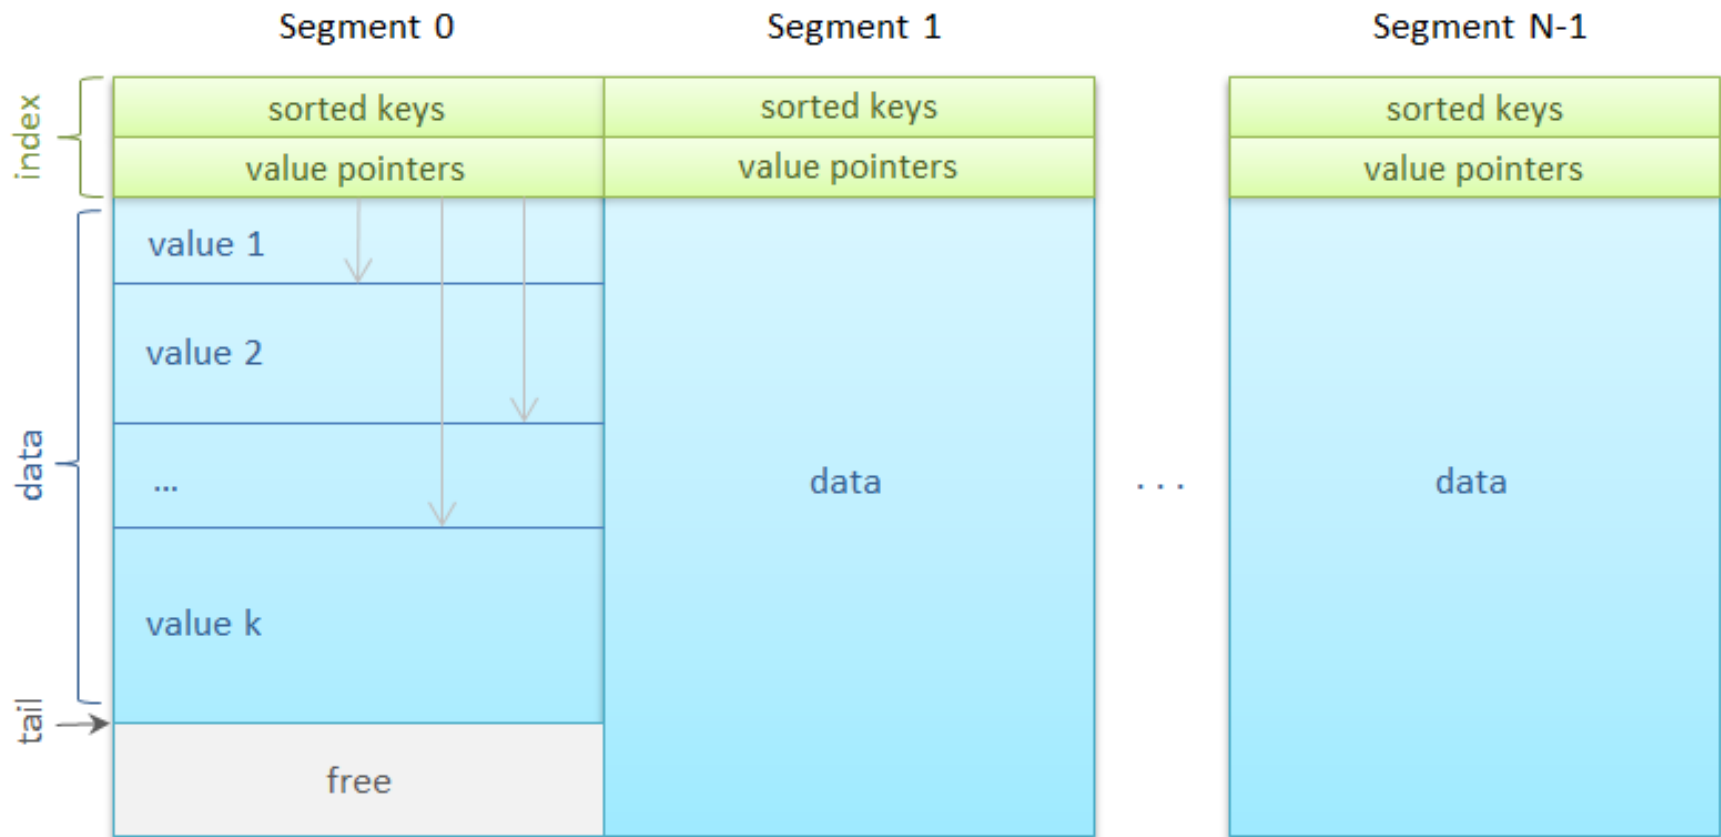 Segment 0
Segment 1
Segment N-1
index
sorted keys
sorted keys
sorted keys
value pointers
value pointers
value pointers
data
value 1
value 2
...
value k
data
. . .
data
tail
free